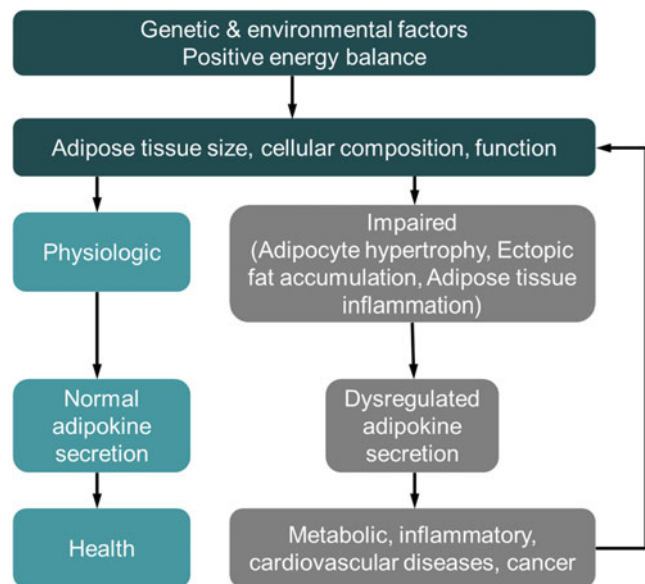 Genetic & environmental factors
Positive energy balance
Adipose tissue size, cellular composition, function
Physiologic
Impaired
(Adipocyte hypertrophy, Ectopic
fat accumulation, Adipose tissue
inflammation)
Normal
adipokine
secretion
Dysregulated
adipokine
secretion
Health
Metabolic, inflammatory,
cardiovascular diseases, cancer